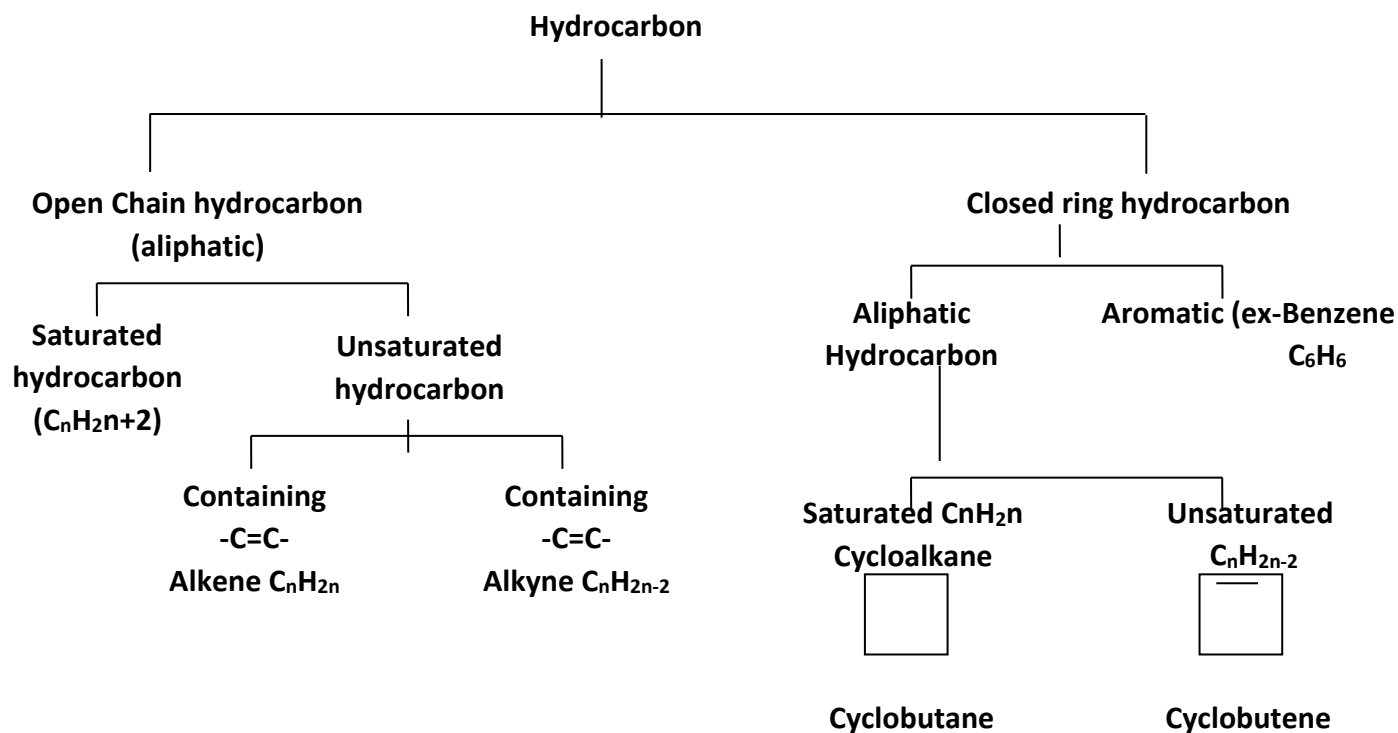 Hydrocarbon
Open Chain hydrocarbon
(aliphatic)
Closed ring hydrocarbon
Saturated
hydrocarbon
(CₙH₂n+2)
Unsaturated
hydrocarbon
Aliphatic
Hydrocarbon
Aromatic (ex-Benzene
C₆H₆
Containing
-C=C-
Alkene CₙH₂ₙ
Containing
-C=C-
Alkyne CₙH₂ₙ₋₂
Saturated CnH₂n
Cycloalkane
Cyclobutane
Unsaturated
CₙH₂ₙ₋₂
Cyclobutene